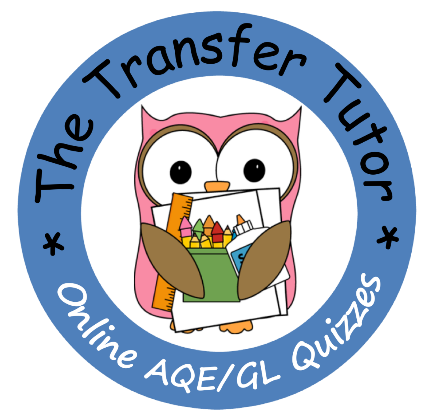 * The Transfer Tutor *
Online AQE/GL Quizzes